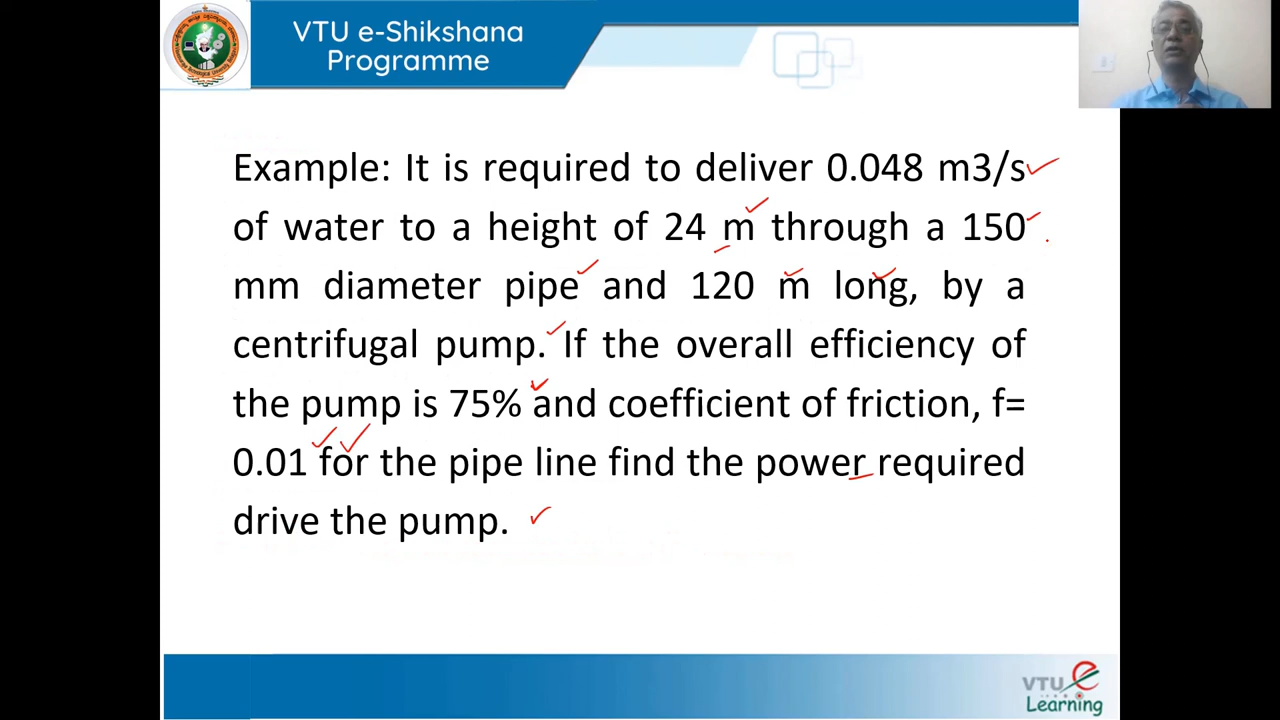 VTU e-Shikshana
Programme
Example: It is required to deliver 0.048 m3/s
of water to a height of 24 m through a 150
mm diameter pipe and 120 m long, by a
centrifugal pump. If the overall efficiency of
the pump is 75% and coefficient of friction, f=
0.01 for the pipe line find the power required
drive the pump.
VTU e
Learning